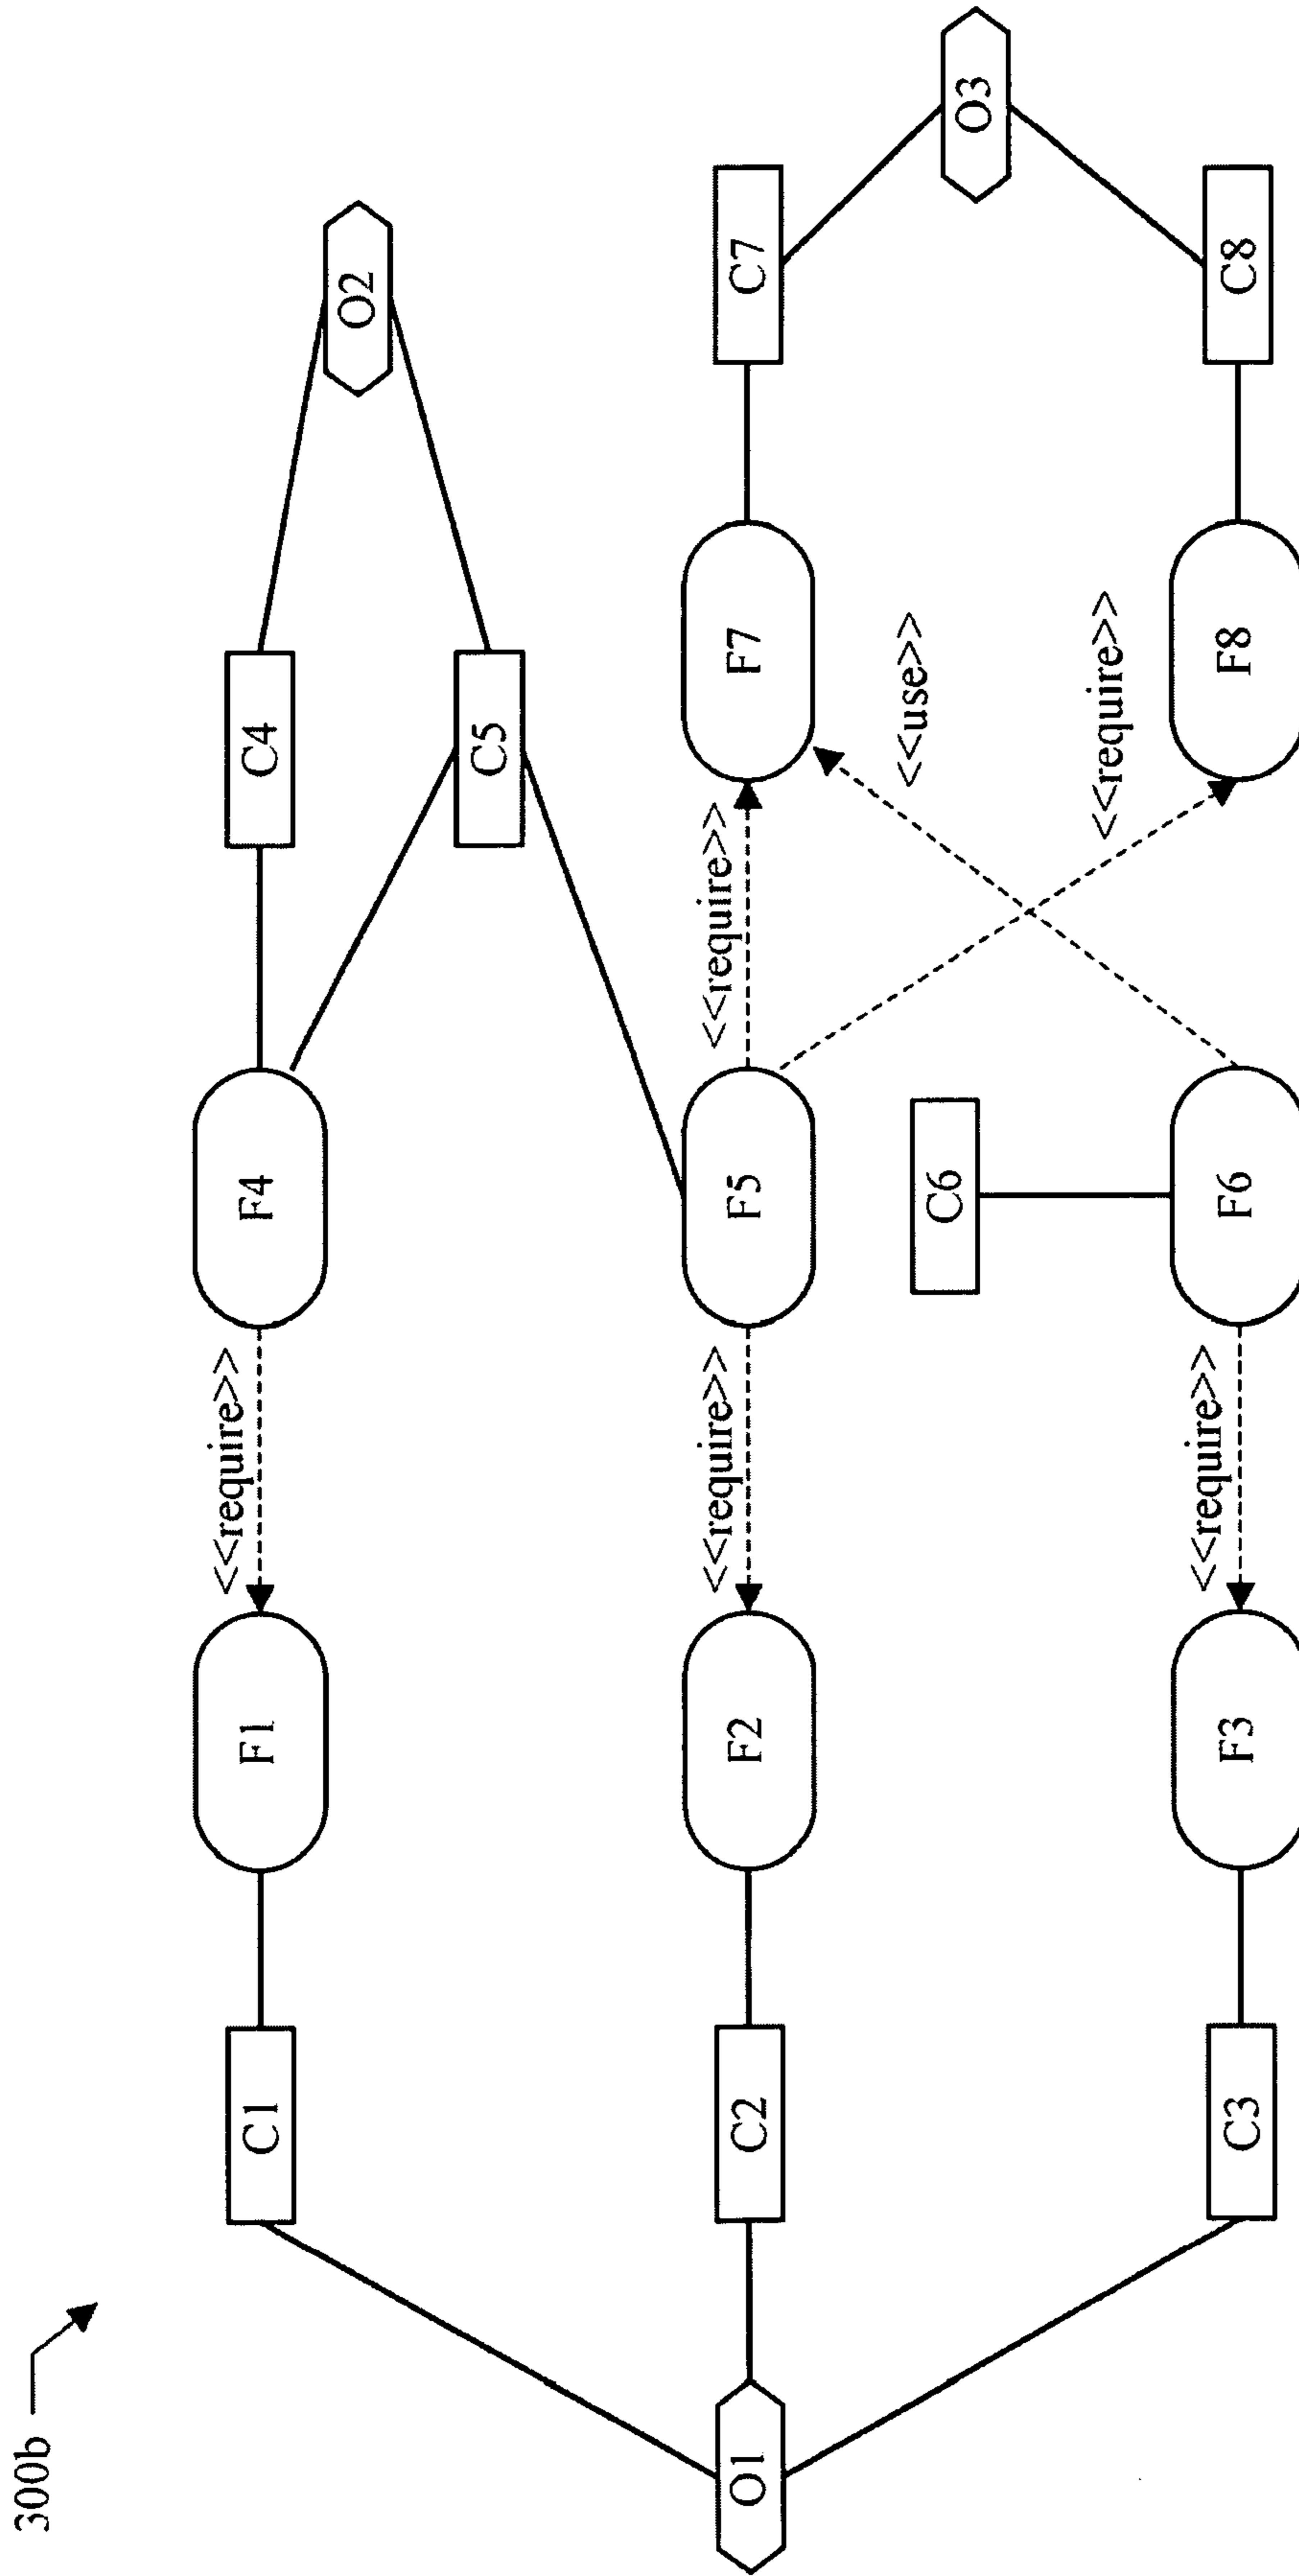 300b
O2
O3
C4
C5
C7
C8
F7
<<use>>
<<require>>
F8
<<require>>
F4
F5
C6
F6
<<require>>
<<require>>
<<require>>
F1
F2
F3
C1
C2
C3
O1